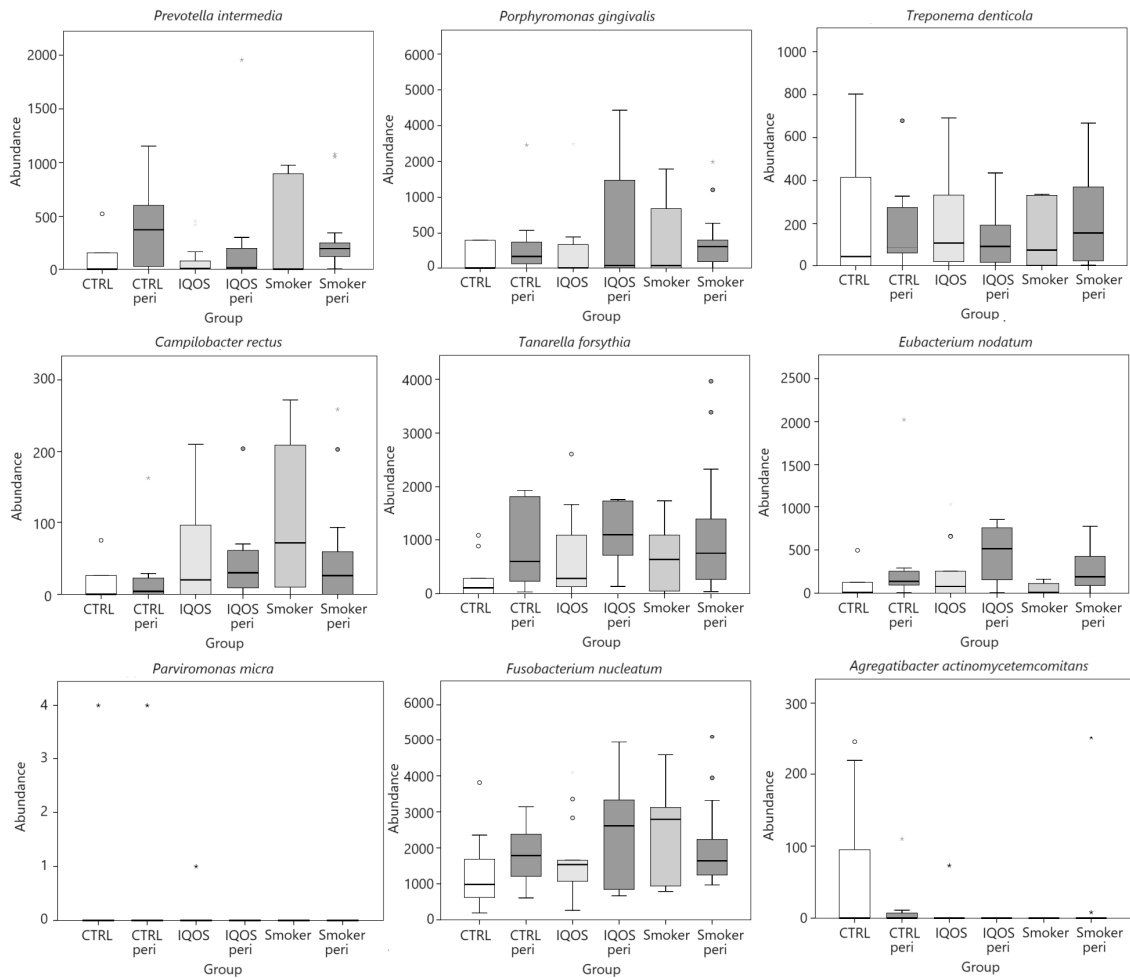 Prevotella intermedia
Abundance
2000
1500
1000
500
0
CTRL CTRL peri IQOS IQOS peri Smoker Smoker peri
Group
Porphyromonas gingivalis
Abundance
6000
4000
2000
1000
500
0
CTRL CTRL peri IQOS IQOS peri Smoker Smoker peri
Group
Treponema denticola
Abundance
1000
800
600
400
200
0
CTRL CTRL peri IQOS IQOS peri Smoker Smoker peri
Group
Campilobacter rectus
Abundance
300
200
100
0
CTRL CTRL peri IQOS IQOS peri Smoker Smoker peri
Group
Tanarella forsythia
Abundance
4000
3000
2000
1000
0
CTRL CTRL peri IQOS IQOS peri Smoker Smoker peri
Group
Eubacterium nodatum
Abundance
2500
2000
1500
1000
500
0
CTRL CTRL peri IQOS IQOS peri Smoker Smoker peri
Group
Parviromonas micra
Abundance
4
3
2
1
0
CTRL CTRL peri IQOS IQOS peri Smoker Smoker peri
Group
Fusobacterium nucleatum
Abundance
6000
5000
4000
3000
2000
1000
0
CTRL CTRL peri IQOS IQOS peri Smoker Smoker peri
Group
Agregatibacter actinomycetemcomitans
Abundance
300
200
100
0
CTRL CTRL peri IQOS IQOS peri Smoker Smoker peri
Group